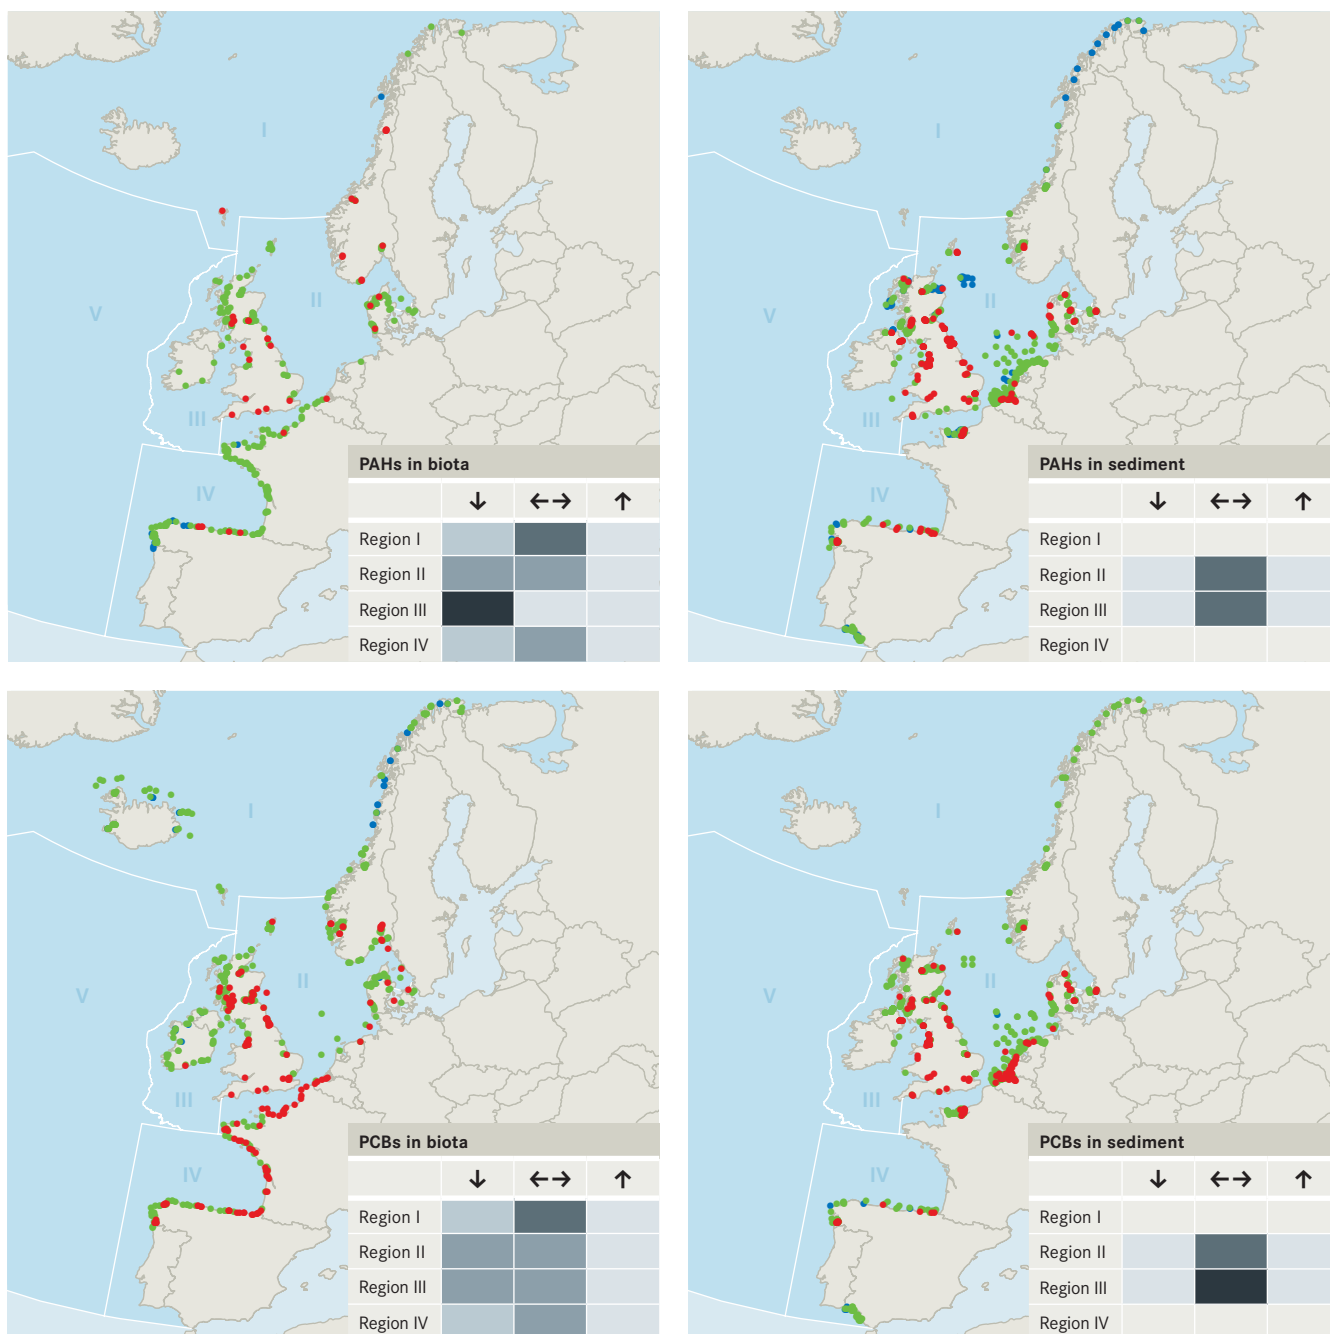 I
II
V
III
IV
PAHs in biota
↓ ←→ ↑
Region I
Region II
Region III
Region IV
I
II
V
III
IV
PAHs in sediment
↓ ←→ ↑
Region I
Region II
Region III
Region IV
I
II
V
III
IV
PCBs in biota
↓ ←→ ↑
Region I
Region II
Region III
Region IV
I
II
V
III
IV
PCBs in sediment
↓ ←→ ↑
Region I
Region II
Region III
Region IV